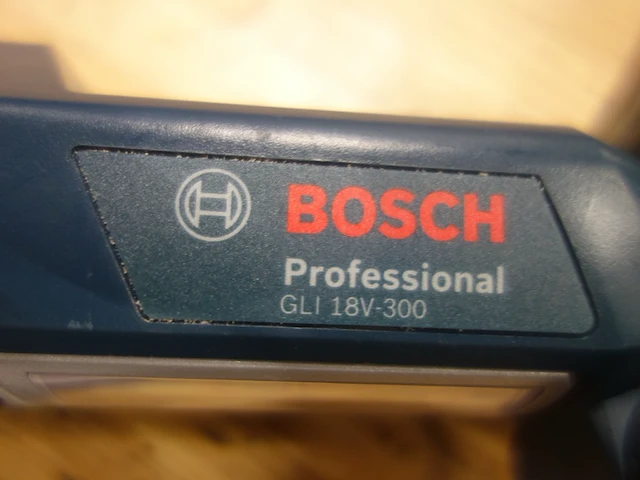 BOSCH
Professional
GLI 18V-300